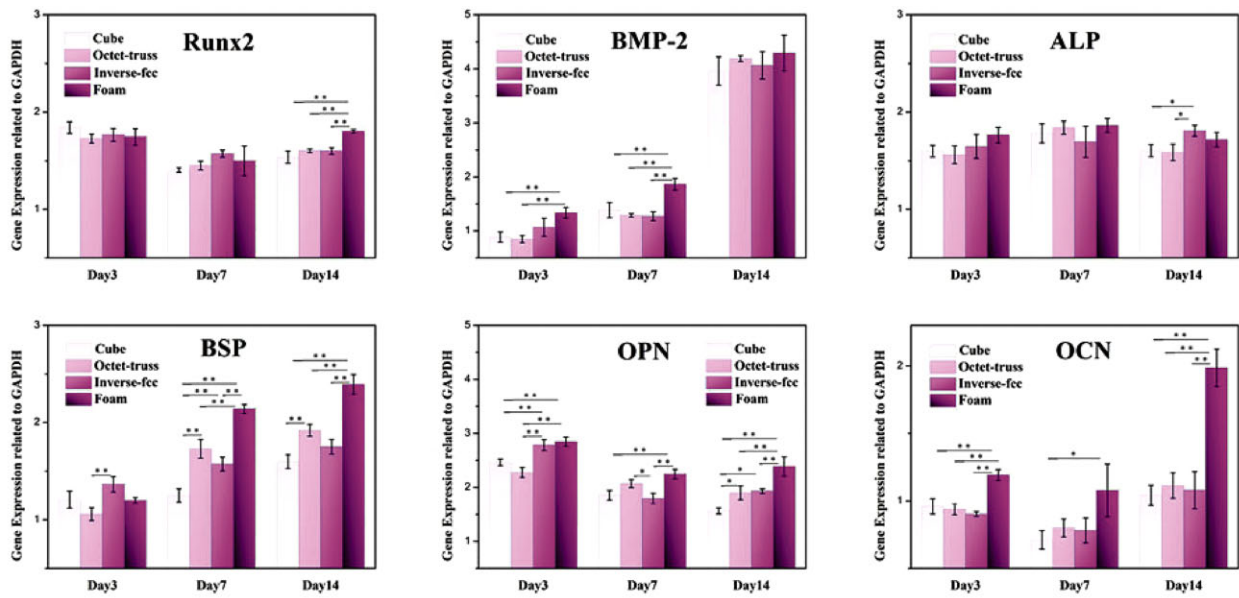 Runx2
Gene Expression related to GAPDH
3
2
1
Cube
Octet-truss
Inverse-fcc
Foam
**
**
**
Day3
Day7
Day14
BMP-2
Gene Expression related to GAPDH
5
4
3
2
1
Cube
Octet-truss
Inverse-fcc
Foam
**
**
**
**
**
Day3
Day7
Day14
ALP
Gene Expression related to GAPDH
3
2
1
Cube
Octet-truss
Inverse-fcc
Foam
*
*
Day3
Day7
Day14
BSP
Gene Expression related to GAPDH
3
2
1
Cube
Octet-truss
Inverse-fcc
Foam
**
**
**
** **
**
**
**
**
** **
Day3
Day7
Day14
OPN
Gene Expression related to GAPDH
5
4
3
2
1
Cube
Octet-truss
Inverse-fcc
Foam
**
**
**
**
**
* **
**
**
* **
*
Day3
Day7
Day14
OCN
Gene Expression related to GAPDH
2
1
Cube
Octet-truss
Inverse-fcc
Foam
**
**
**
*
**
**
**
Day3
Day7
Day14